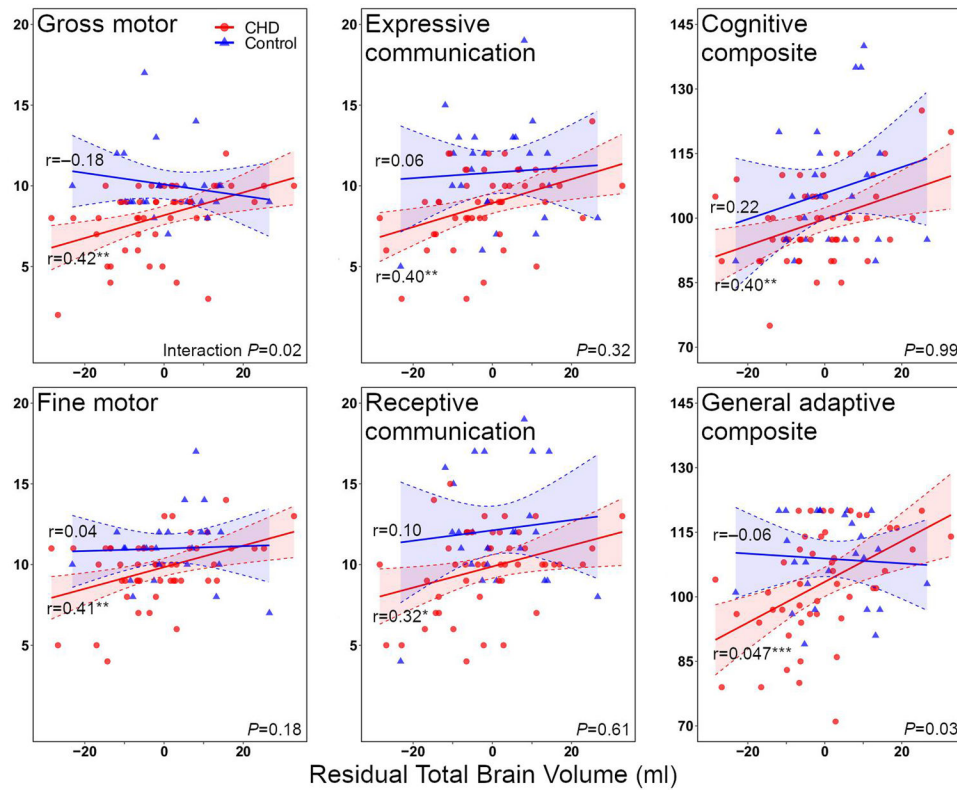 Gross motor
CHD
Control
20
15
10
5
r=−0.18
r=0.42**
Interaction P=0.02
−20
0
20
Expressive
communication
20
15
10
5
r=0.06
r=0.40**
P=0.32
−20
0
20
Cognitive
composite
145
130
115
100
85
70
r=0.22
r=0.40**
P=0.99
−20
0
20
Fine motor
20
15
10
5
r=0.04
r=0.41**
P=0.18
−20
0
20
Receptive
communication
20
15
10
5
r=0.10
r=0.32*
P=0.61
−20
0
20
General adaptive
composite
145
130
115
100
85
70
r=−0.06
r=0.047***
P=0.03
−20
0
20
Residual Total Brain Volume (ml)